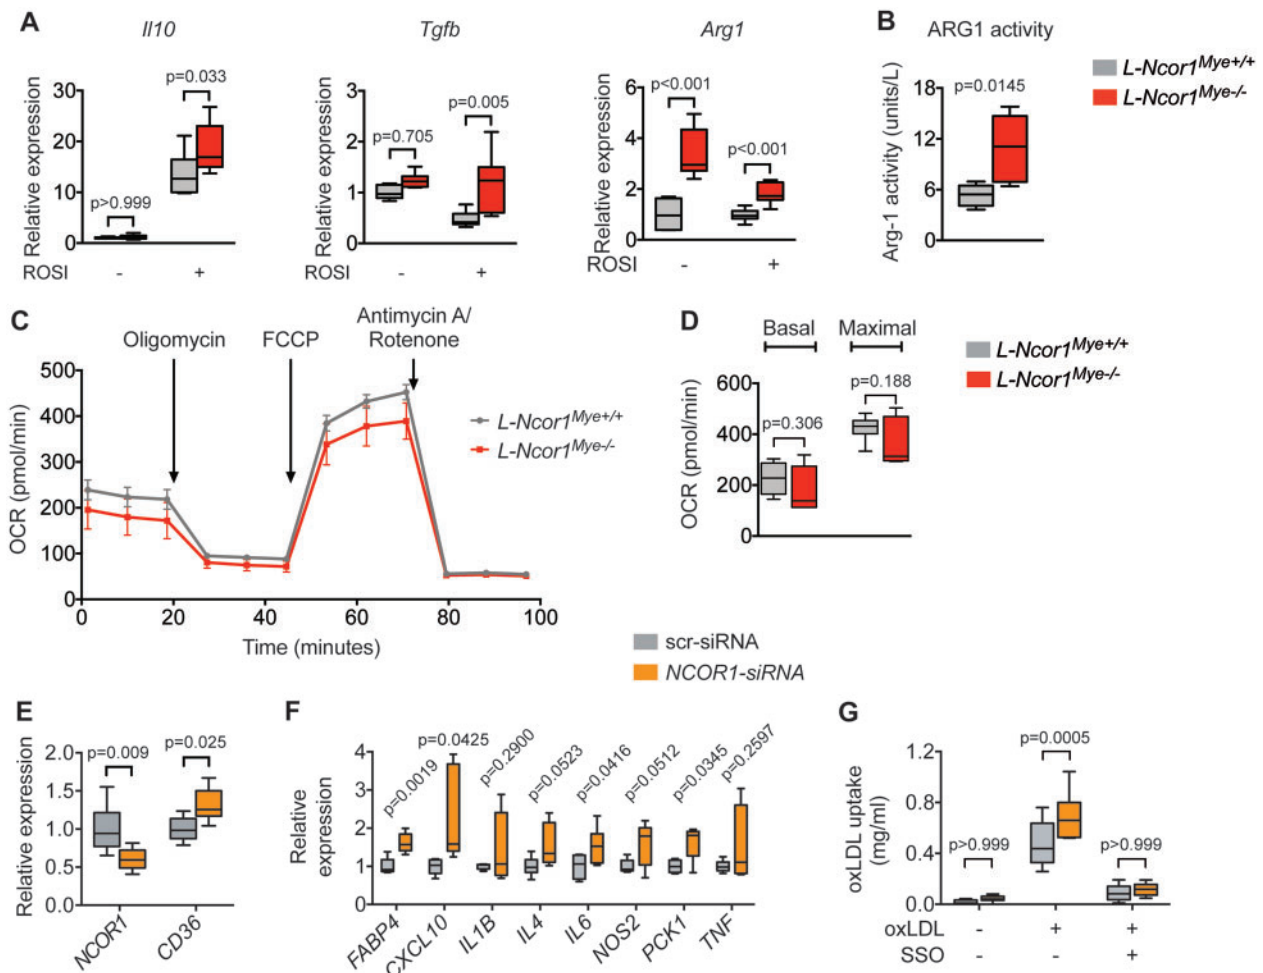 A
Il10
Tgfb
Arg1
B
ARG1 activity
L-Ncor1Mye+/+
L-Ncor1Mye-/-
Relative expression
30
20
10
0
p=0.033
p>0.999
ROSI
-
+
Relative expression
3
2
1
0
p=0.705
p=0.005
ROSI
-
+
Relative expression
6
4
2
0
p<0.001
p<0.001
ROSI
-
+
Arg-1 activity (units/L)
18
12
6
0
p=0.0145
C
Oligomycin
FCCP
Antimycin A/
Rotenone
OCR (pmol/min)
500
400
300
200
100
0
0
20
40
60
80
100
Time (minutes)
L-Ncor1Mye+/+
L-Ncor1Mye-/-
D
Basal
Maximal
L-Ncor1Mye+/+
L-Ncor1Mye-/-
OCR (pmol/min)
600
400
200
0
p=0.306
p=0.188
scr-siRNA
NCOR1-siRNA
E
Relative expression
2.0
1.5
1.0
0.5
0.0
p=0.009
p=0.025
NCOR1
CD36
F
Relative
expression
4
3
2
1
0
p=0.0019
p=0.0425
p=0.2900
p=0.0523
p=0.0416
p=0.0512
p=0.0345
p=0.2597
FABP4
CXCL10
IL1B
IL4
IL6
NOS2
PCK1
TNF
G
oxLDL uptake
(mg/ml)
1.2
0.8
0.4
0.0
p>0.999
p=0.0005
p>0.999
oxLDL
-
+
+
SSO
-
-
+